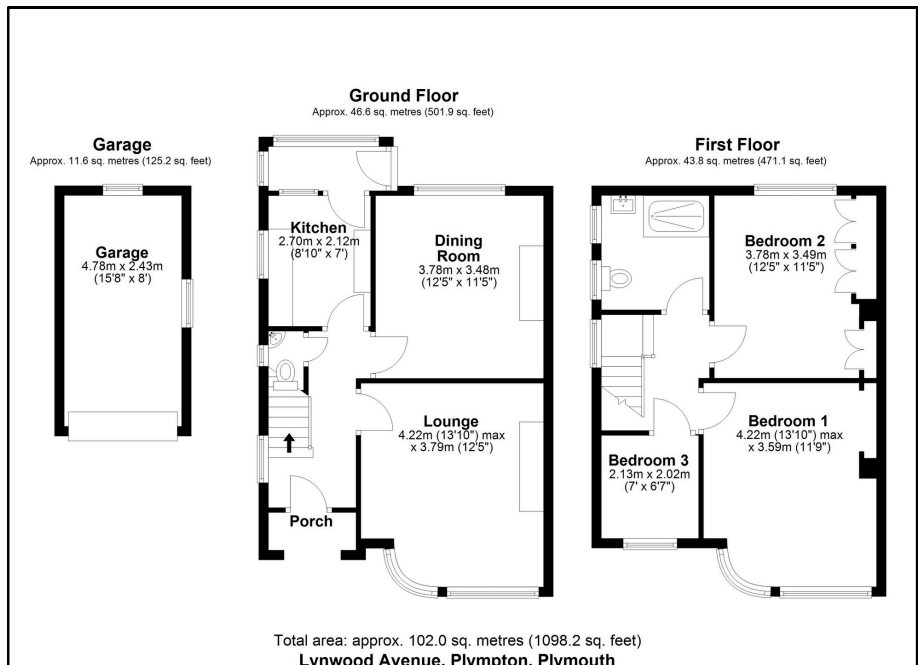 Ground Floor
Approx. 46.6 sq. metres (501.9 sq. feet)
Garage
Approx. 11.6 sq. metres (125.2 sq. feet)
First Floor
Approx. 43.8 sq. metres (471.1 sq. feet)
Garage
4.78m x 2.43m
(15'8" x 8')
Kitchen
2.70m x 2.12m
(8'10" x 7')
Dining
Room
3.78m x 3.48m
(12'5" x 11'5")
Bedroom 2
3.78m x 3.49m
(12'5" x 11'5")
Lounge
4.22m (13'10") max
x 3.79m (12'5")
Bedroom 1
4.22m (13'10") max
x 3.59m (11'9")
Bedroom 3
2.13m x 2.02m
(7' x 6'7")
Porch
Total area: approx. 102.0 sq. metres (1098.2 sq. feet)
Lynwood Avenue, Plympton, Plymouth